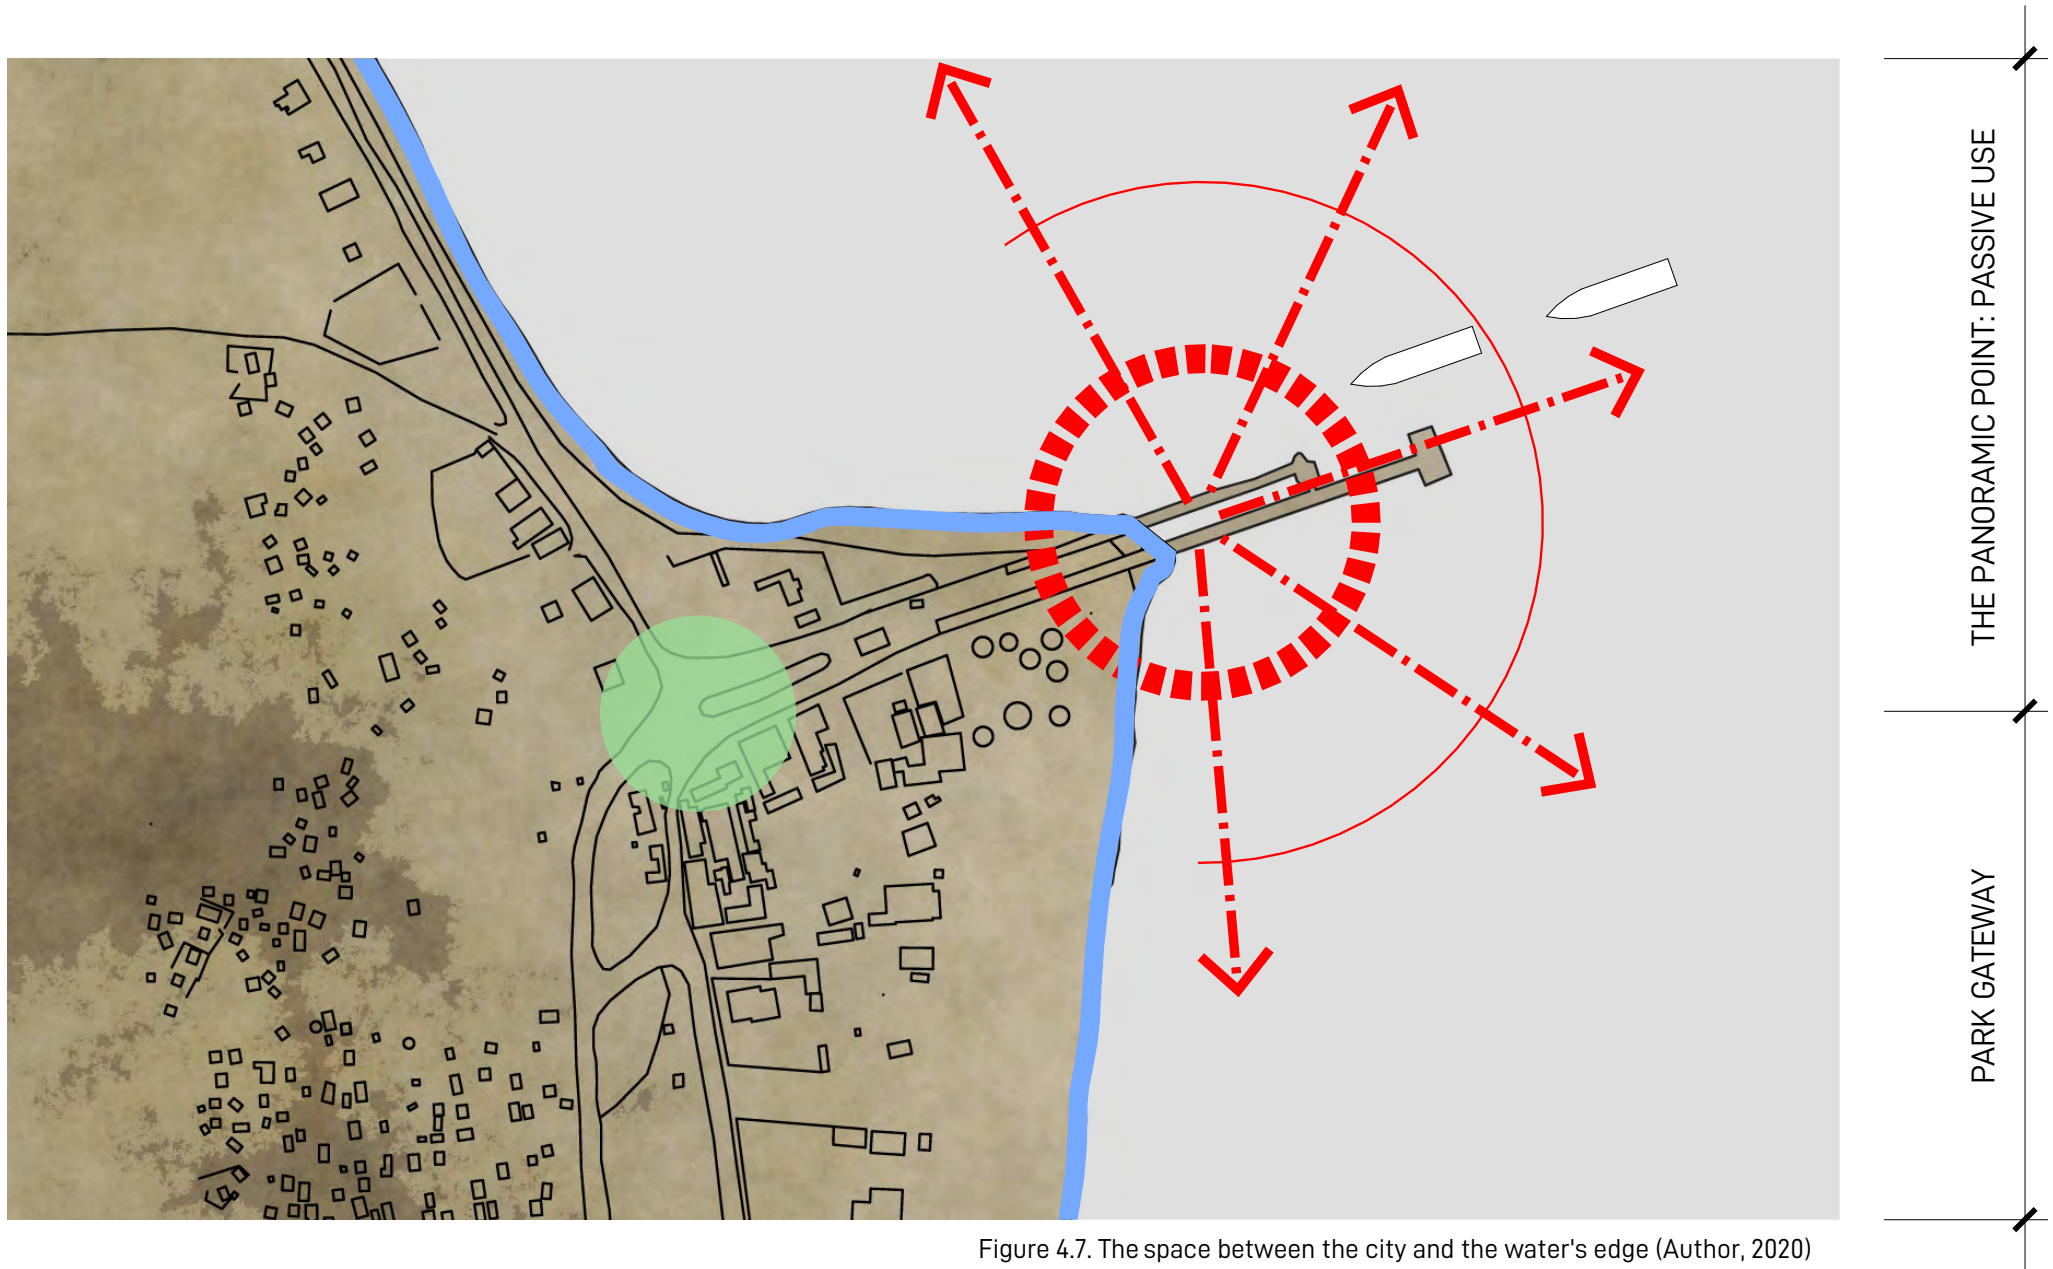 THE PANORAMIC POINT: PASSIVE USE
PARK GATEWAY
Figure 4.7. The space between the city and the water's edge (Author, 2020)